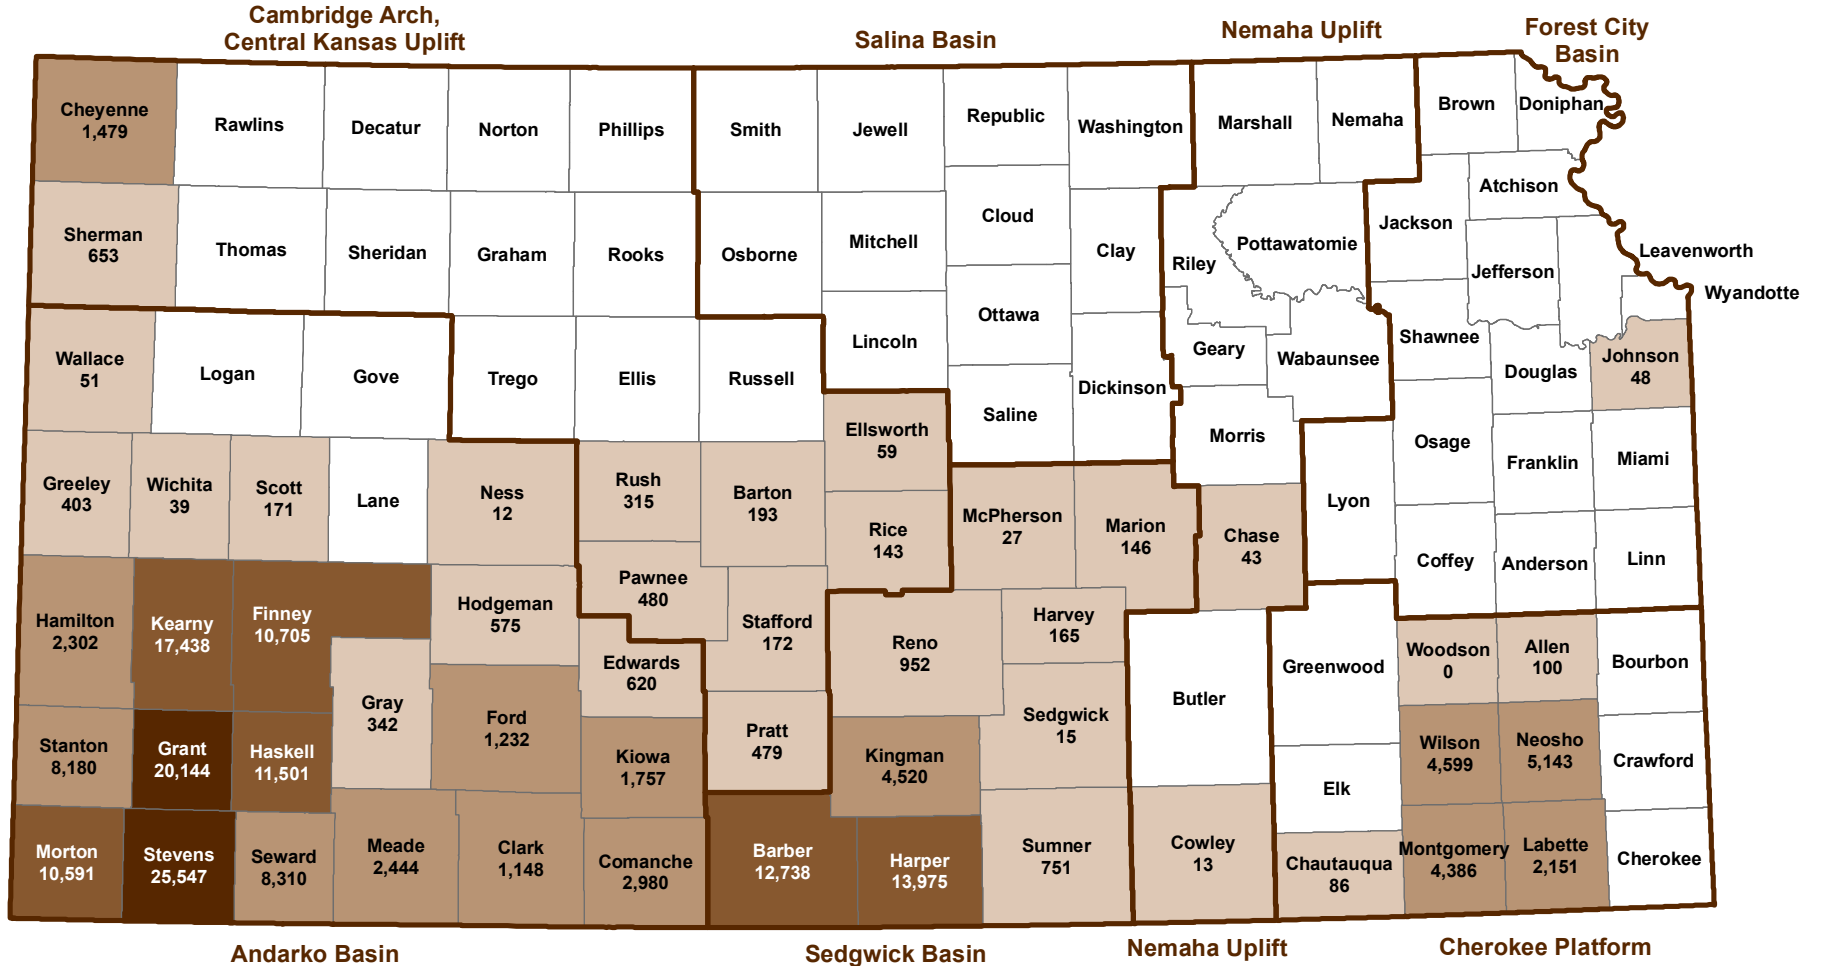 Cambridge Arch,
Central Kansas Uplift
Salina Basin
Nemaha Uplift
Forest City
Basin
Cheyenne
1,479
Rawlins
Decatur
Norton
Phillips
Smith
Jewell
Republic
Washington
Marshall
Nemaha
Brown
Doniphan
Atchison
Sherman
653
Thomas
Sheridan
Graham
Rooks
Osborne
Mitchell
Cloud
Clay
Riley
Pottawatomie
Jackson
Jefferson
Leavenworth
Wyandotte
Wallace
51
Logan
Gove
Trego
Ellis
Russell
Lincoln
Ottawa
Saline
Dickinson
Geary
Wabaunsee
Shawnee
Douglas
Johnson
48
Greeley
403
Wichita
39
Scott
171
Lane
Ness
12
Rush
315
Barton
193
Ellsworth
59
Rice
143
McPherson
27
Marion
146
Morris
Chase
43
Lyon
Osage
Franklin
Miami
Coffey
Anderson
Linn
Hamilton
2,302
Kearny
17,438
Finney
10,705
Hodgeman
575
Pawnee
480
Stafford
172
Edwards
620
Reno
952
Harvey
165
Sedgwick
15
Butler
Greenwood
Woodson
0
Allen
100
Bourbon
Stanton
8,180
Grant
20,144
Haskell
11,501
Gray
342
Ford
1,232
Kiowa
1,757
Pratt
479
Kingman
4,520
Elk
Wilson
4,599
Neosho
5,143
Crawford
Morton
10,591
Stevens
25,547
Seward
8,310
Meade
2,444
Clark
1,148
Comanche
2,980
Barber
12,738
Harper
13,975
Sumner
751
Cowley
13
Chautauqua
86
Montgomery
4,386
Labette
2,151
Cherokee
Andarko Basin
Sedgwick Basin
Nemaha Uplift
Cherokee Platform